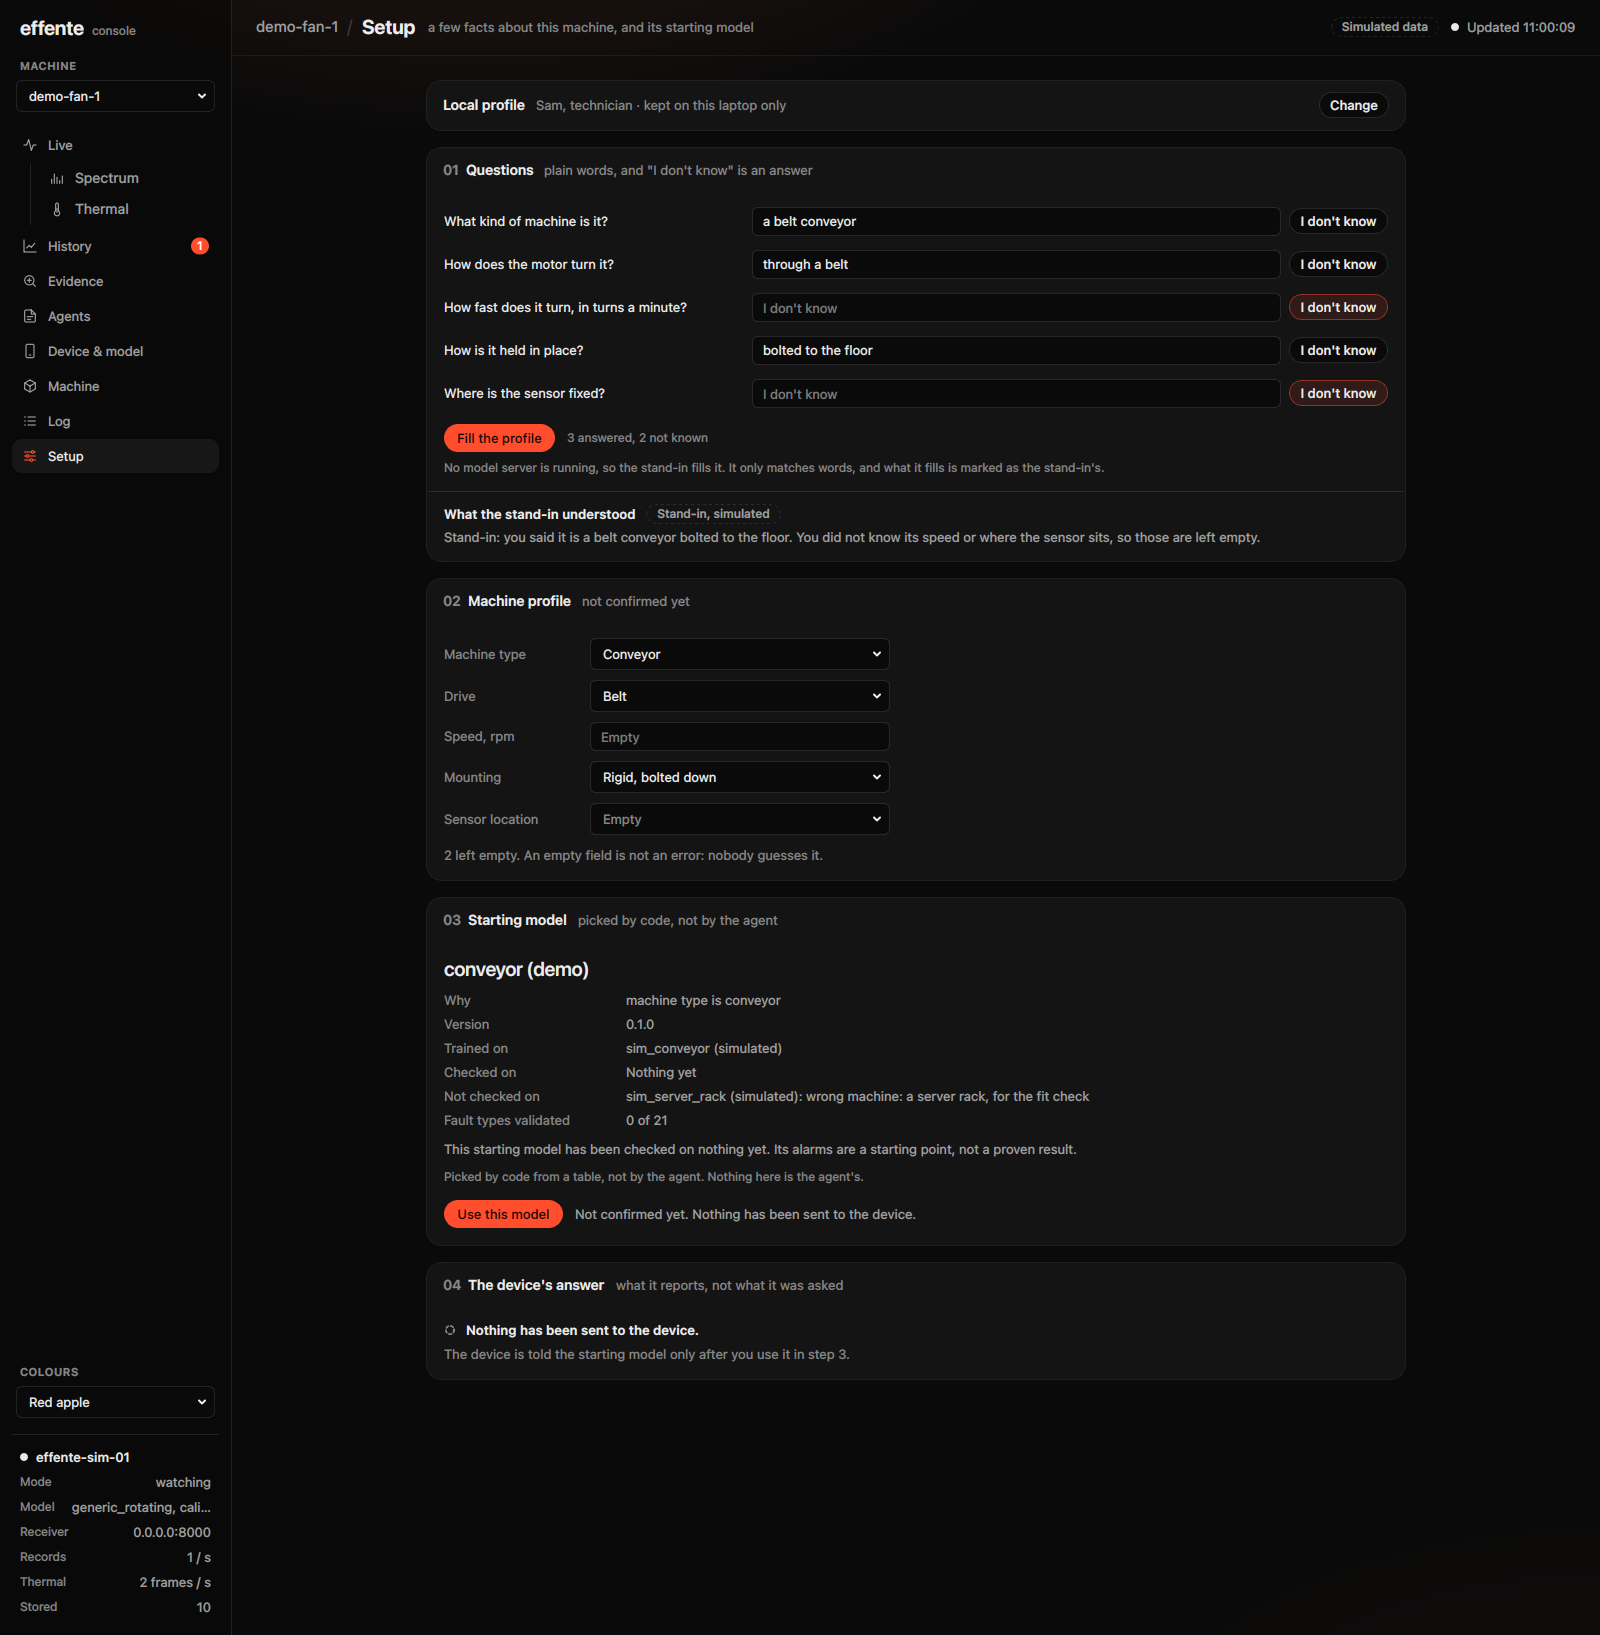 effente console
MACHINE
demo-fan-1
Live
Spectrum
Thermal
History 1
Evidence
Agents
Device & model
Machine
Log
Setup
COLOURS
Red apple
effente-sim-01
Mode watching
Model generic_rotating, cali...
Receiver 0.0.0.0:8000
Records 1 / s
Thermal 2 frames / s
Stored 10
demo-fan-1 / Setup a few facts about this machine, and its starting model
Simulated data Updated 11:00:09
Local profile Sam, technician · kept on this laptop only Change
01 Questions plain words, and "I don't know" is an answer
What kind of machine is it? a belt conveyor I don't know
How does the motor turn it? through a belt I don't know
How fast does it turn, in turns a minute? I don't know I don't know
How is it held in place? bolted to the floor I don't know
Where is the sensor fixed? I don't know I don't know
Fill the profile 3 answered, 2 not known
No model server is running, so the stand-in fills it. It only matches words, and what it fills is marked as the stand-in's.
What the stand-in understood Stand-in, simulated
Stand-in: you said it is a belt conveyor bolted to the floor. You did not know its speed or where the sensor sits, so those are left empty.
02 Machine profile not confirmed yet
Machine type Conveyor
Drive Belt
Speed, rpm Empty
Mounting Rigid, bolted down
Sensor location Empty
2 left empty. An empty field is not an error: nobody guesses it.
03 Starting model picked by code, not by the agent
conveyor (demo)
Why machine type is conveyor
Version 0.1.0
Trained on sim_conveyor (simulated)
Checked on Nothing yet
Not checked on sim_server_rack (simulated): wrong machine: a server rack, for the fit check
Fault types validated 0 of 21
This starting model has been checked on nothing yet. Its alarms are a starting point, not a proven result.
Picked by code from a table, not by the agent. Nothing here is the agent's.
Use this model Not confirmed yet. Nothing has been sent to the device.
04 The device's answer what it reports, not what it was asked
Nothing has been sent to the device.
The device is told the starting model only after you use it in step 3.